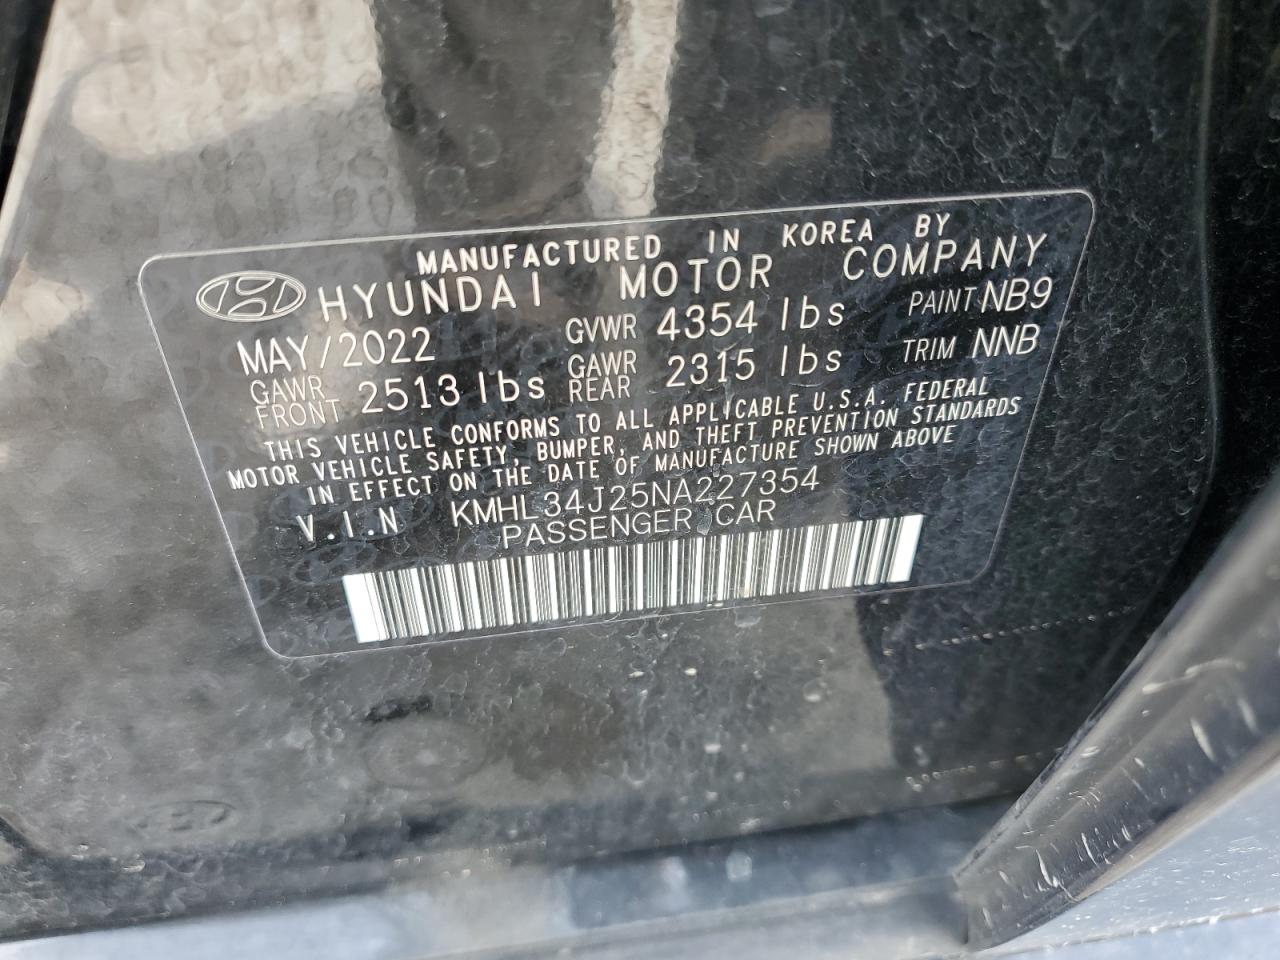 MANUFACTURED IN KOREA BY
HYUNDAI MOTOR COMPANY
MAY/2022 GVWR 4354 lbs PAINT NB9
GAWR FRONT 2513 lbs GAWR REAR 2315 lbs TRIM NNB
THIS VEHICLE CONFORMS TO ALL APPLICABLE U.S.A. FEDERAL
MOTOR VEHICLE SAFETY, BUMPER, AND THEFT PREVENTION STANDARDS
IN EFFECT ON THE DATE OF MANUFACTURE SHOWN ABOVE
V.I.N KMHL34J25NA227354
PASSENGER CAR